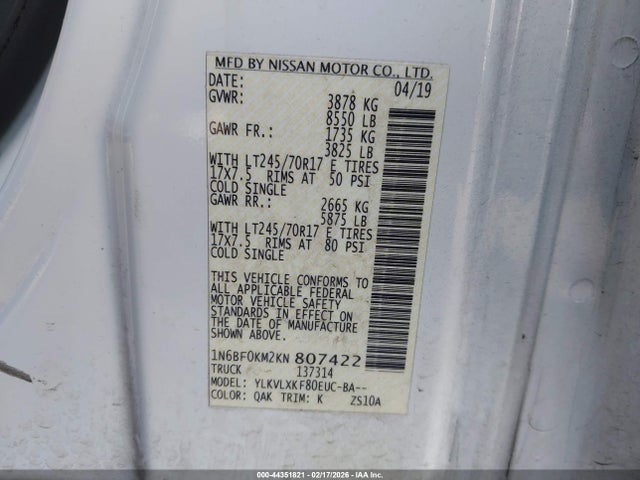 MFD BY NISSAN MOTOR CO., LTD.
DATE: 04/19
GVWR: 3878 KG
8550 LB
GAWR FR.: 1735 KG
3825 LB
WITH LT245/70R17 E TIRES
17X7.5 RIMS AT 50 PSI
COLD SINGLE
GAWR RR.: 2665 KG
5875 LB
WITH LT245/70R17 E TIRES
17X7.5 RIMS AT 80 PSI
COLD SINGLE
THIS VEHICLE CONFORMS TO
ALL APPLICABLE FEDERAL
MOTOR VEHICLE SAFETY
STANDARDS IN EFFECT ON
THE DATE OF MANUFACTURE
SHOWN ABOVE.
1N6BF0KM2KN 807422
TRUCK 137314
MODEL: YLKVLXKF80EUC-BA--
COLOR: QAK TRIM: K ZS10A
000-44351821 - 02/17/2026 - IAA Inc.